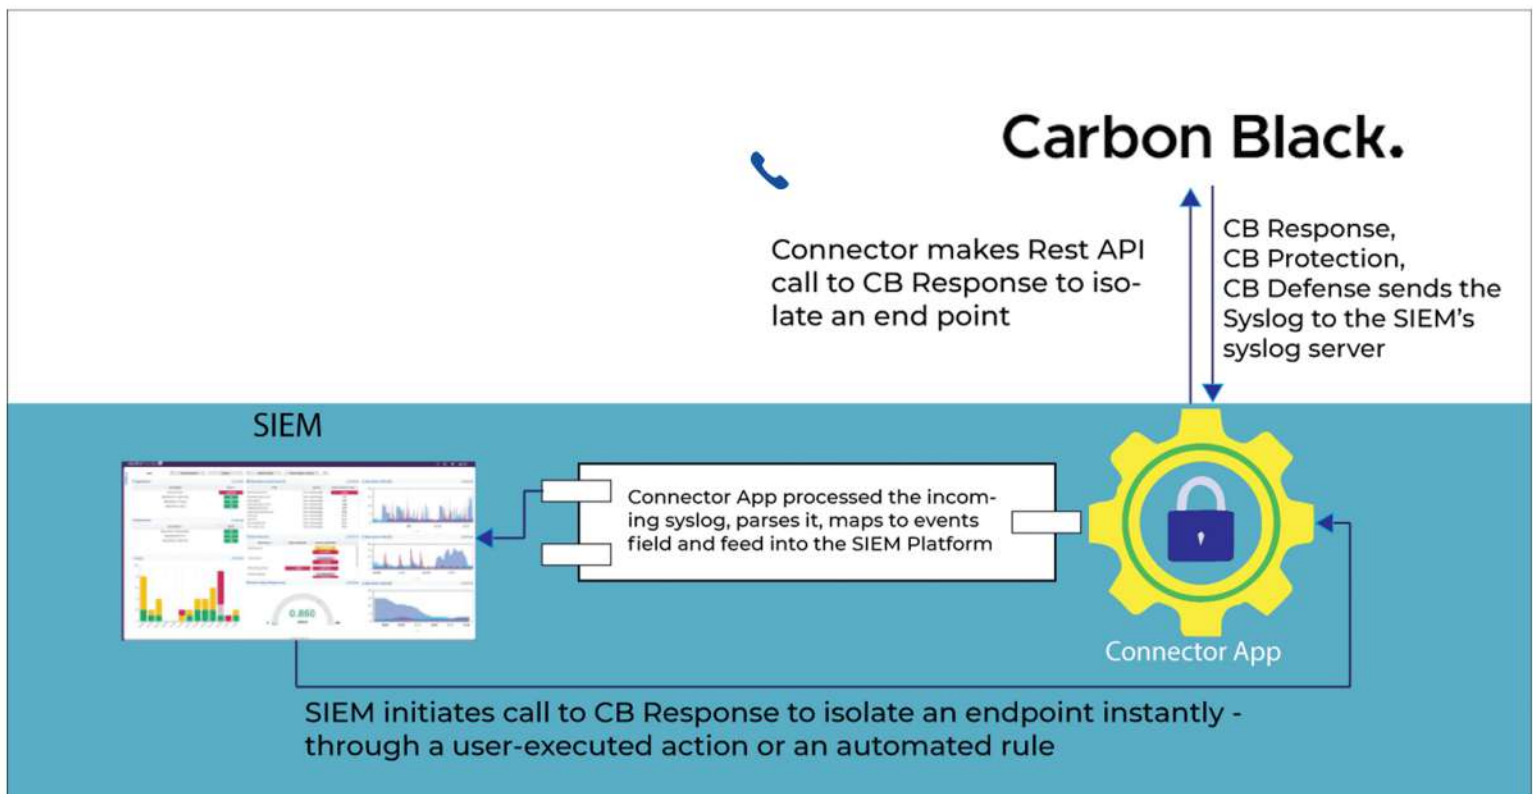 Carbon Black.
Connector makes Rest API
call to CB Response to iso-
late an end point
CB Response,
CB Protection,
CB Defense sends the
Syslog to the SIEM’s
syslog server
SIEM
0.860
Connector App processed the incom-
ing syslog, parses it, maps to events
field and feed into the SIEM Platform
Connector App
SIEM initiates call to CB Response to isolate an endpoint instantly -
through a user-executed action or an automated rule